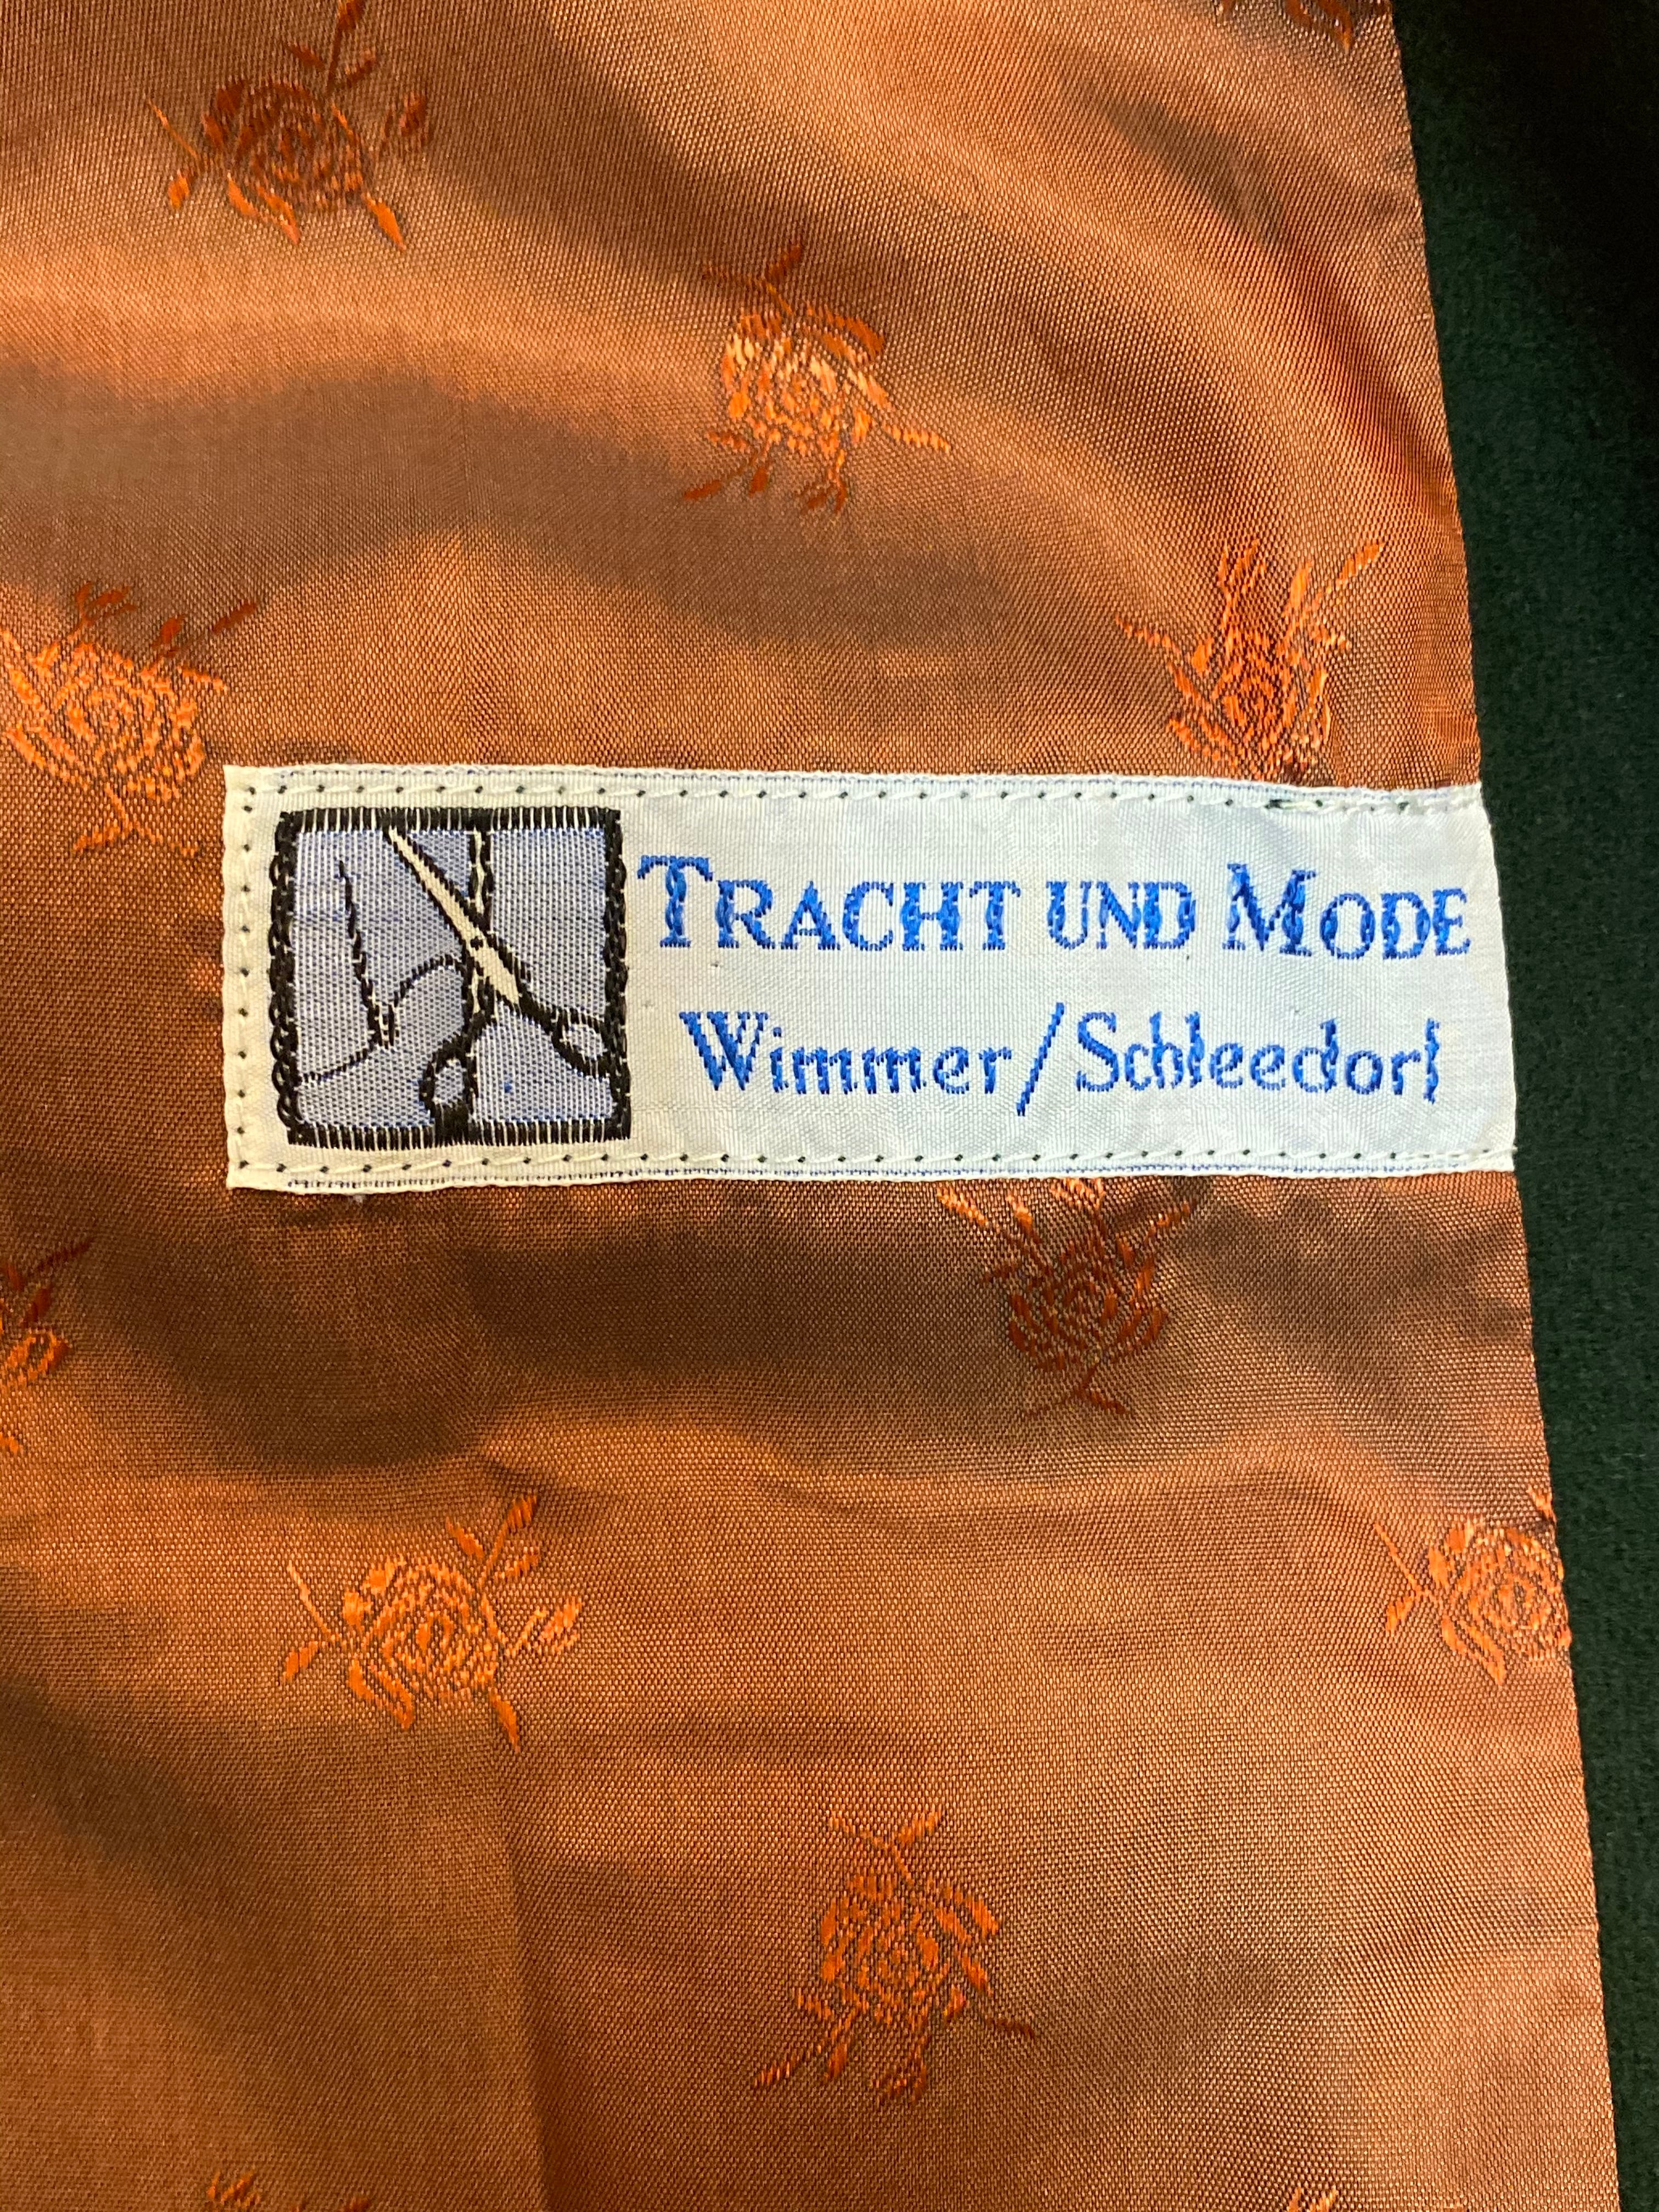 TRACHT UND MODE
Wimmer/Schleedorf